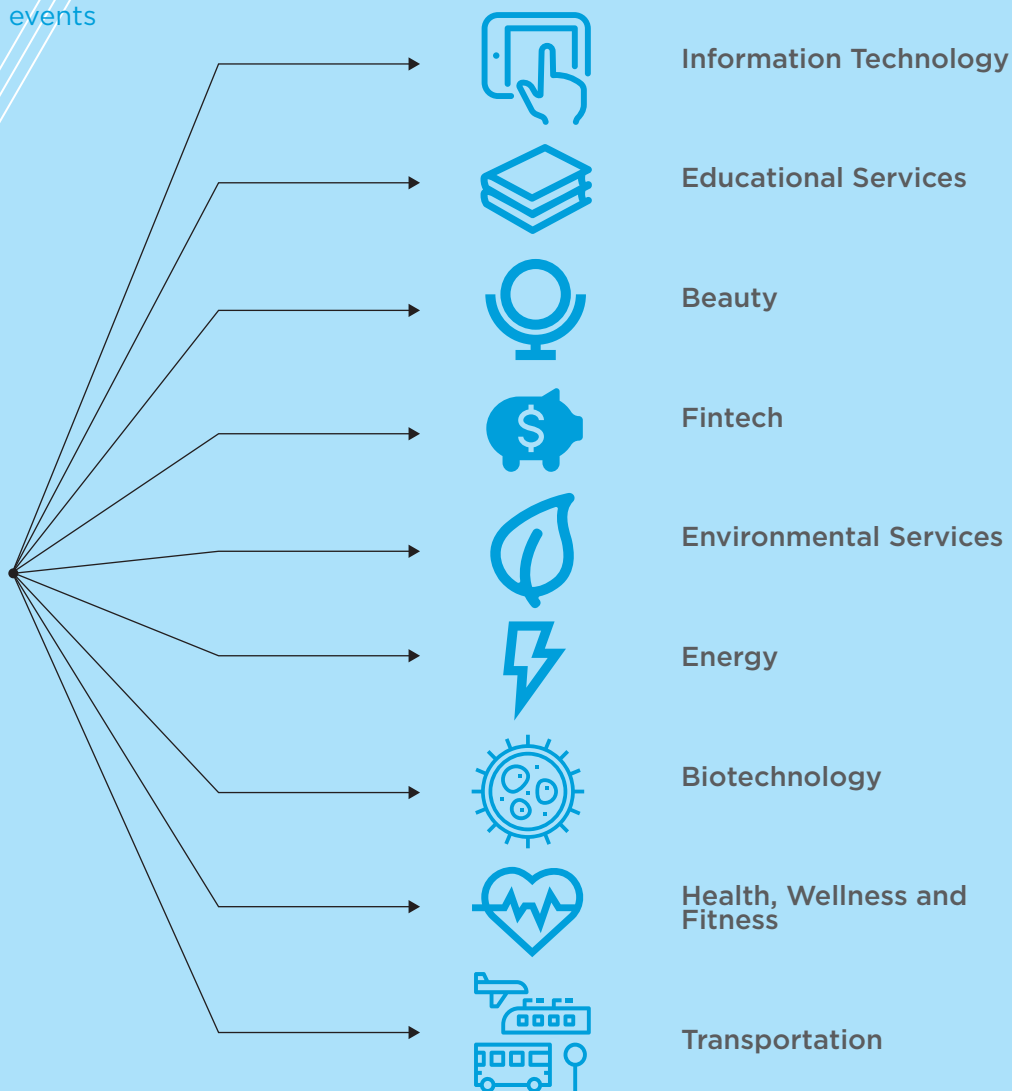 events
Information Technology
Educational Services
Beauty
Fintech
$
Environmental Services
Energy
Biotechnology
Health, Wellness and
Fitness
Transportation